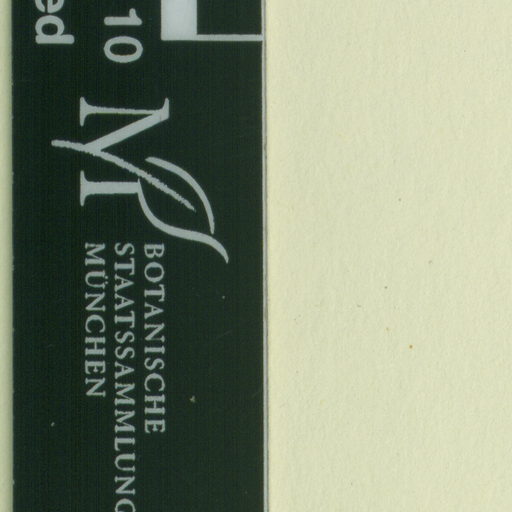 10
ed
BOTANISCHE
STAATSSAMMLUNG
MÜNCHEN